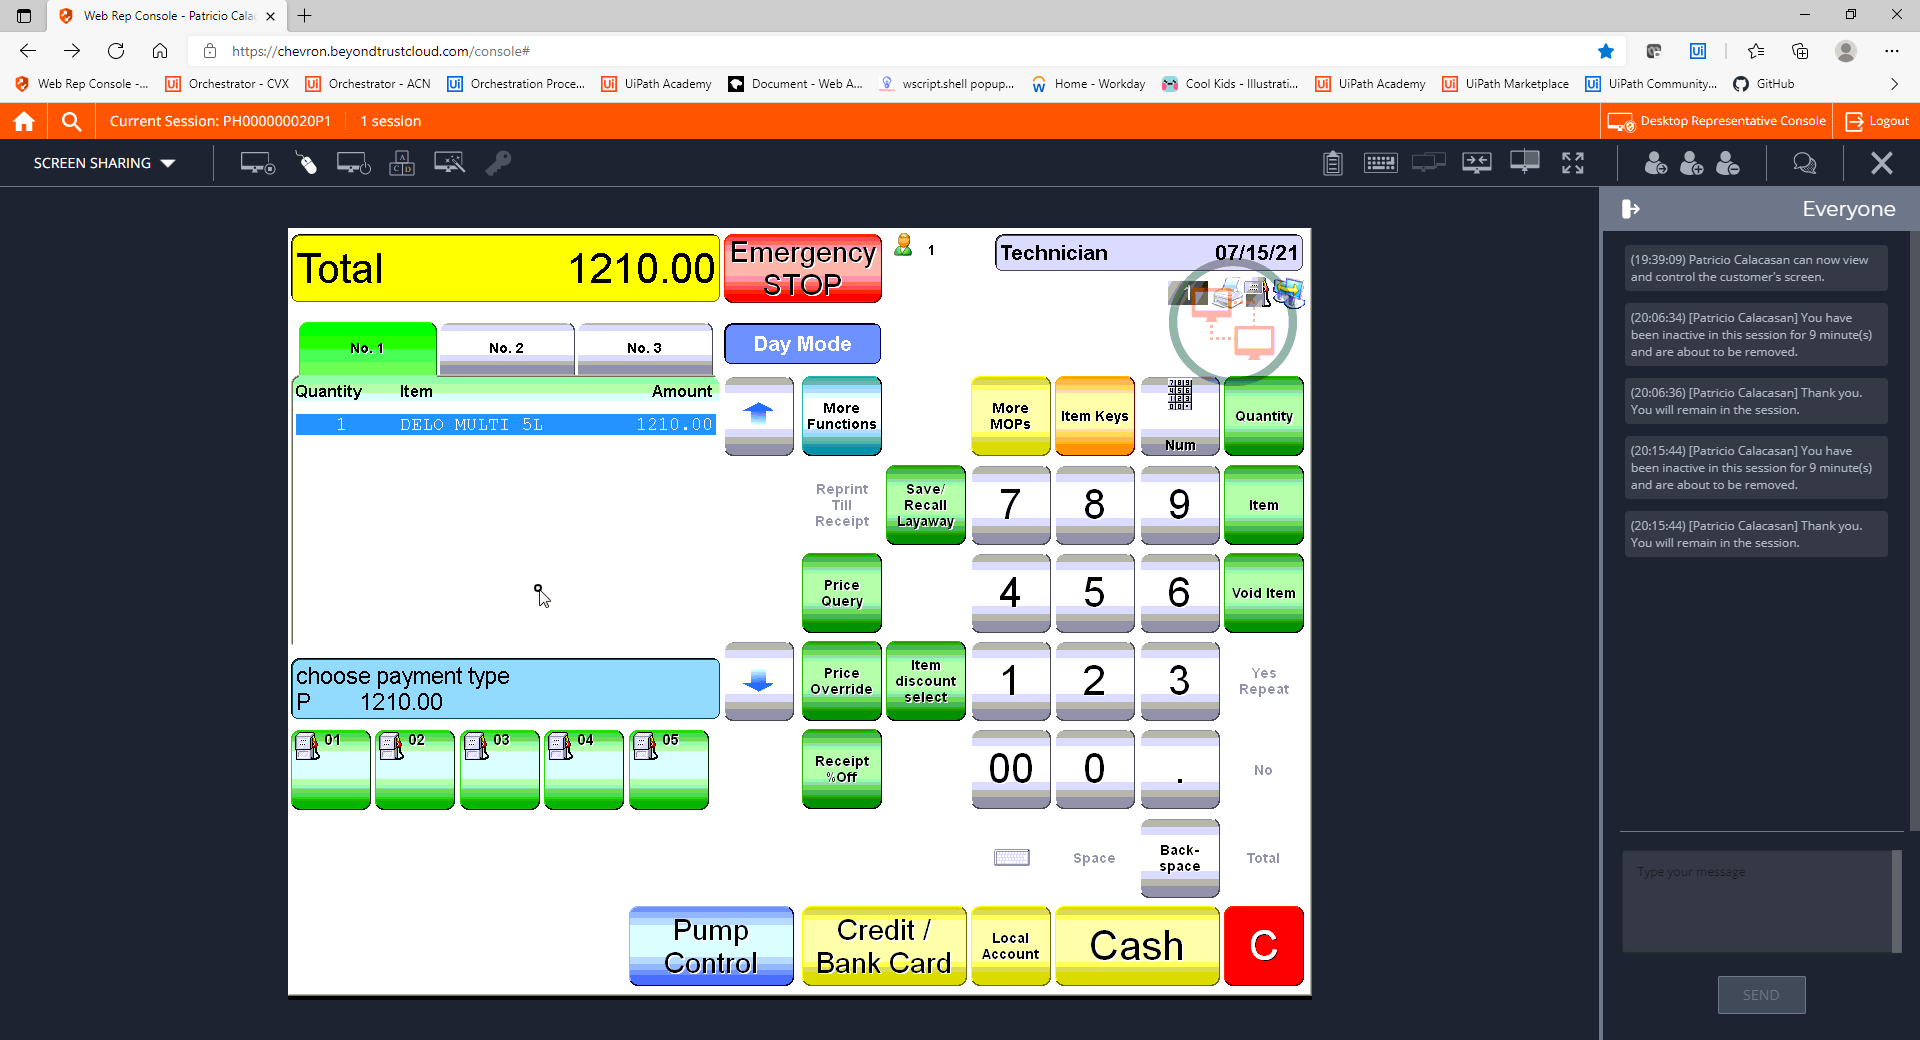 Web Rep Console - Patricio Cala
https://chevron.beyondtrustcloud.com/console#
Web Rep Console -...
Orchestrator - CVX
Orchestrator - ACN
Orchestration Proce...
UiPath Academy
Document - Web A...
wscript.shell popup...
Home - Workday
Cool Kids - Illustrati...
UiPath Academy
UiPath Marketplace
UiPath Community...
GitHub
Current Session: PH000000020P1
1 session
Desktop Representative Console
Logout
SCREEN SHARING
Everyone
(19:39:09) Patricio Calacasan can now view
and control the customer's screen.
(20:06:34) [Patricio Calacasan] You have
been inactive in this session for 9 minute(s)
and are about to be removed.
(20:06:36) [Patricio Calacasan] Thank you.
You will remain in the session.
(20:15:44) [Patricio Calacasan] You have
been inactive in this session for 9 minute(s)
and are about to be removed.
(20:15:44) [Patricio Calacasan] Thank you.
You will remain in the session.
Type your message
SEND
Total 1210.00
Emergency
STOP
1
Technician 07/15/21
1
No. 1
No. 2
No. 3
Day Mode
Quantity Item Amount
1 DELO MULTI 5L 1210.00
More
Functions
More
MOPs
Item Keys
Num
Quantity
Reprint
Till
Receipt
Save/
Recall
Layaway
7
8
9
Item
Price
Query
4
5
6
Void Item
choose payment type
P 1210.00
Price
Override
Item
discount
select
1
2
3
Yes
Repeat
01
02
03
04
05
Receipt
%Off
00
0
.
No
Space
Back-
space
Total
Pump
Control
Credit /
Bank Card
Local
Account
Cash
C